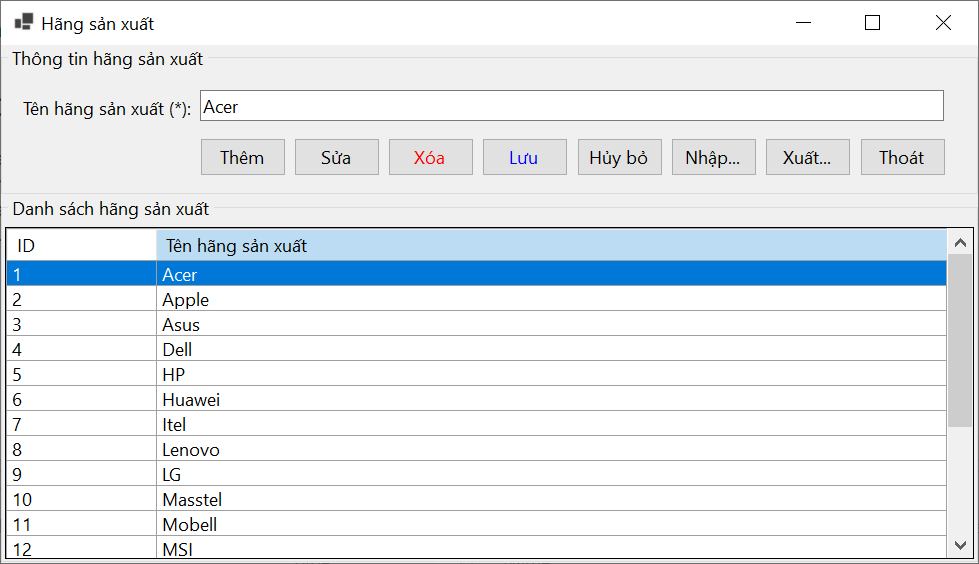 Hãng sản xuất
Thông tin hãng sản xuất
Tên hãng sản xuất (*): Acer
Thêm Sửa Xóa Lưu Hủy bỏ Nhập... Xuất... Thoát
Danh sách hãng sản xuất
ID Tên hãng sản xuất
1 Acer
2 Apple
3 Asus
4 Dell
5 HP
6 Huawei
7 Itel
8 Lenovo
9 LG
10 Masstel
11 Mobell
12 MSI